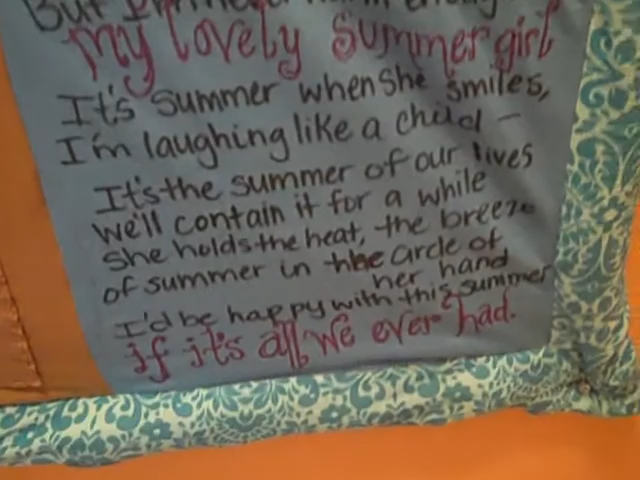 But
my lovely summer girl
It's summer when she smiles,
I'm laughing like a child —
It's the summer of our lives
we'll contain it for a while
She holds the heat, the breeze
of summer in the circle of
her hand
I'd be happy with this summer
if it's all we ever had.